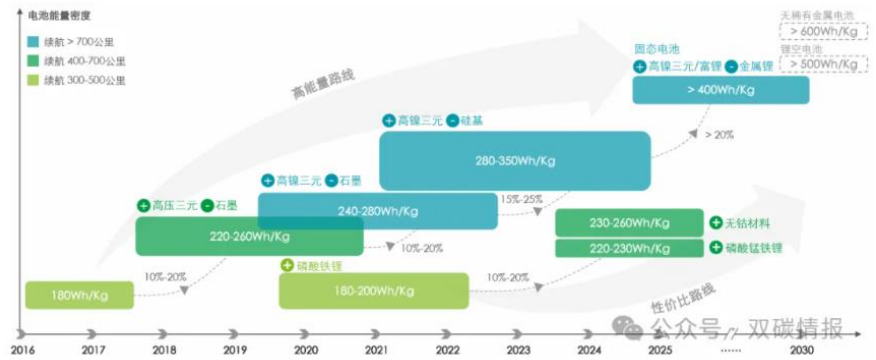 电池能量密度
续航 > 700公里
续航 400-700公里
续航 300-500公里
高能量路线
无稀有金属电池
> 600Wh/Kg
锂空电池
> 500Wh/Kg
固态电池
+ 高镍三元/富锂 - 金属锂
> 400Wh/Kg
> 20%
+ 高镍三元 - 硅基
280-350Wh/Kg
+ 高镍三元 - 石墨
240-280Wh/Kg
15%-25%
+ 高压三元 - 石墨
220-260Wh/Kg
10%-20%
230-260Wh/Kg
+ 无钴材料
220-230Wh/Kg
+ 磷酸锰铁锂
+ 磷酸铁锂
180-200Wh/Kg
10%-20%
180Wh/Kg
10%-20%
性价比路线
公众号 双碳情报
2016 2017 2018 2019 2020 2021 2022 2023 2024 2025 ...... 2030